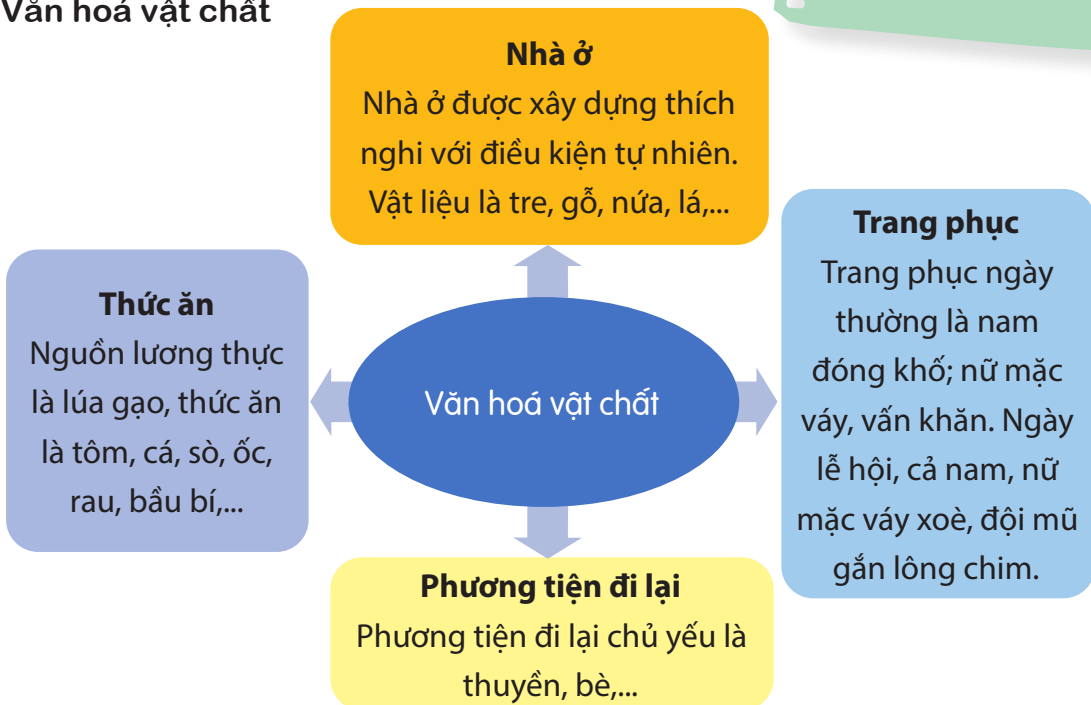 Văn hoá vật chất
Nhà ở
Nhà ở được xây dựng thích
nghi với điều kiện tự nhiên.
Vật liệu là tre, gỗ, nứa, lá,...
Thức ăn
Nguồn lương thực
là lúa gạo, thức ăn
là tôm, cá, sò, ốc,
rau, bầu bí,...
Văn hoá vật chất
Trang phục
Trang phục ngày
thường là nam
đóng khố; nữ mặc
váy, vấn khăn. Ngày
lễ hội, cả nam, nữ
mặc váy xoè, đội mũ
gắn lông chim.
Phương tiện đi lại
Phương tiện đi lại chủ yếu là
thuyền, bè,...